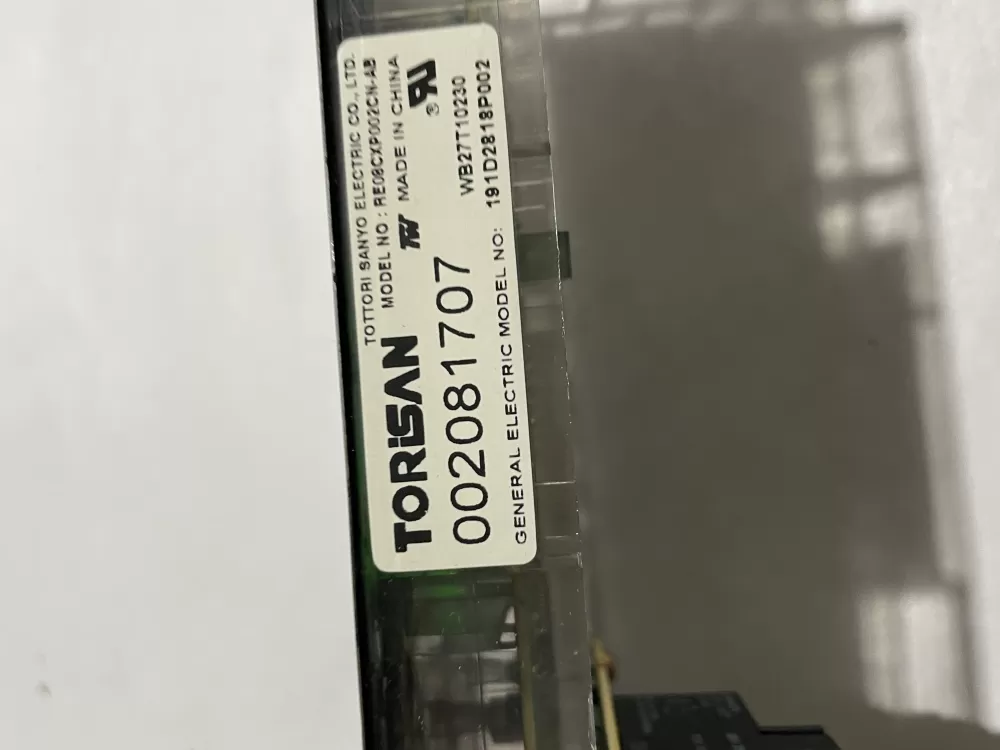 TOTTORI SANYO ELECTRIC CO., LTD.
MODEL NO : RE08CXP002CN-AB
TORiSAN MADE IN CHINA
002081707 WB27T10230
GENERAL ELECTRIC MODEL NO: 191D2818P002